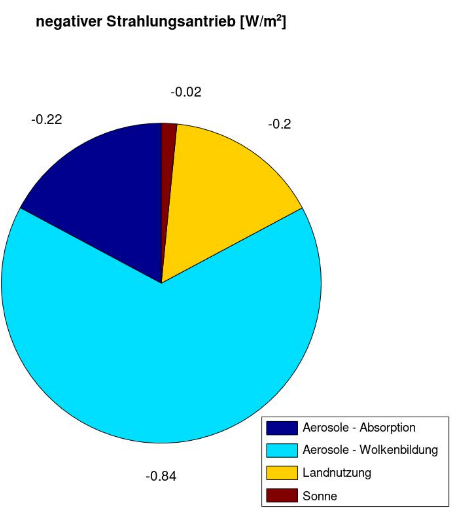 negativer Strahlungsantrieb [W/m²]
-0.02
-0.22
-0.2
-0.84
Aerosole - Absorption
Aerosole - Wolkenbildung
Landnutzung
Sonne